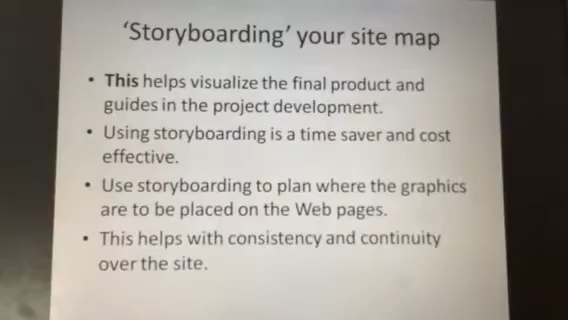 ‘Storyboarding’ your site map
• This helps visualize the final product and
guides in the project development.
• Using storyboarding is a time saver and cost
effective.
• Use storyboarding to plan where the graphics
are to be placed on the Web pages.
• This helps with consistency and continuity
over the site.